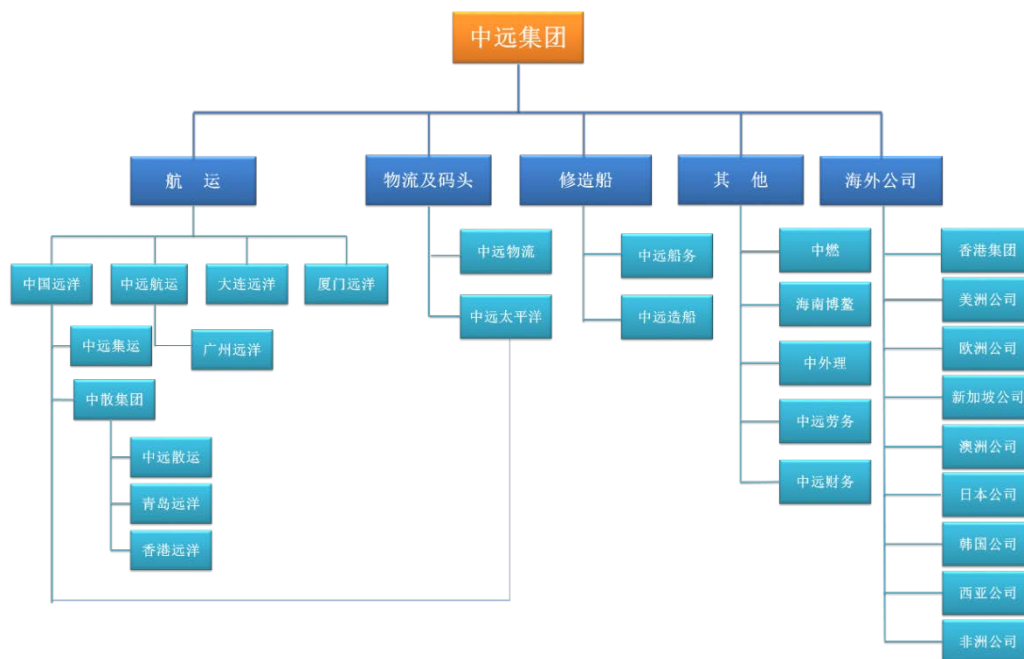 中远集团
航 运
物流及码头
修造船
其 他
海外公司
中国远洋
中远航运
大连远洋
厦门远洋
中远集运
广州远洋
中散集团
中远散运
青岛远洋
香港远洋
中远物流
中远太平洋
中远船务
中远造船
中燃
海南博鳌
中外理
中远劳务
中远财务
香港集团
美洲公司
欧洲公司
新加坡公司
澳洲公司
日本公司
韩国公司
西亚公司
非洲公司